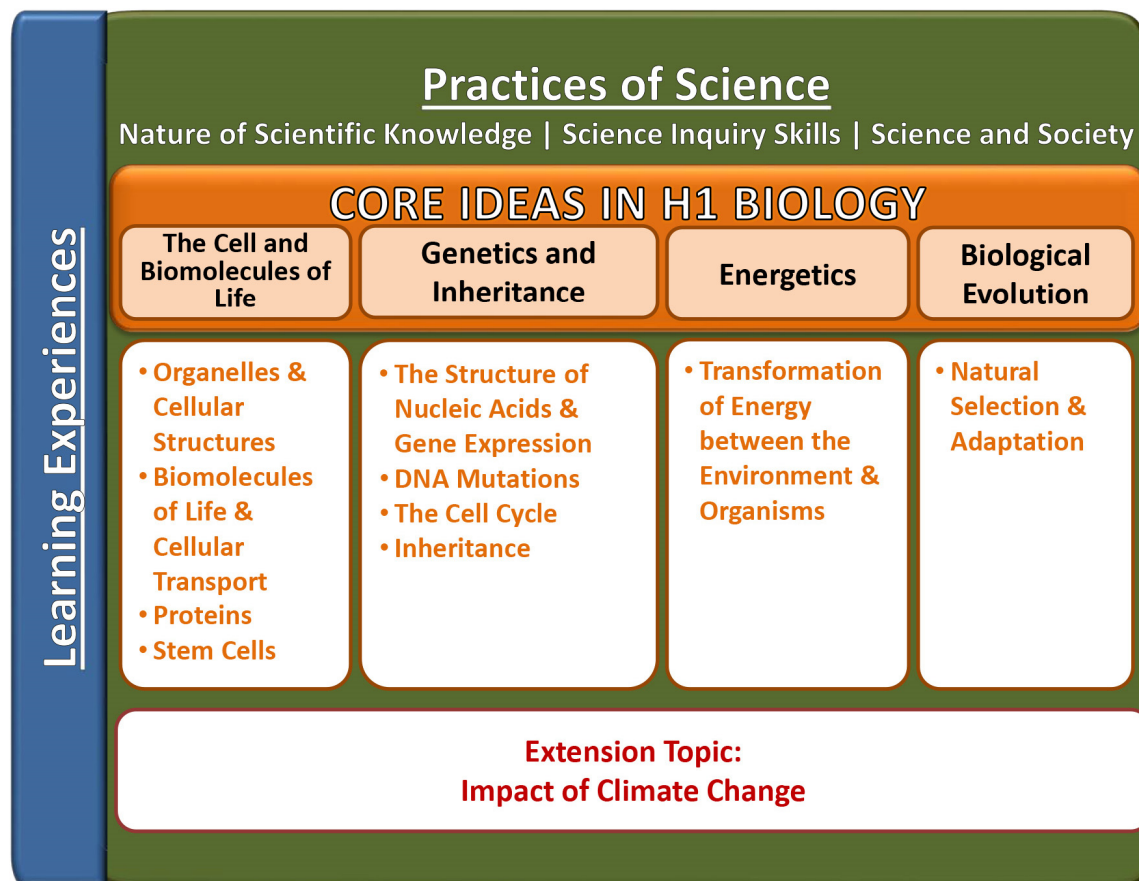 Learning Experiences
Practices of Science
Nature of Scientific Knowledge | Science Inquiry Skills | Science and Society
CORE IDEAS IN H1 BIOLOGY
The Cell and
Biomolecules of
Life
Genetics and
Inheritance
Energetics
Biological
Evolution
• Organelles &
Cellular
Structures
• Biomolecules
of Life &
Cellular
Transport
• Proteins
• Stem Cells
• The Structure of
Nucleic Acids &
Gene Expression
• DNA Mutations
• The Cell Cycle
• Inheritance
• Transformation
of Energy
between the
Environment &
Organisms
• Natural
Selection &
Adaptation
Extension Topic:
Impact of Climate Change